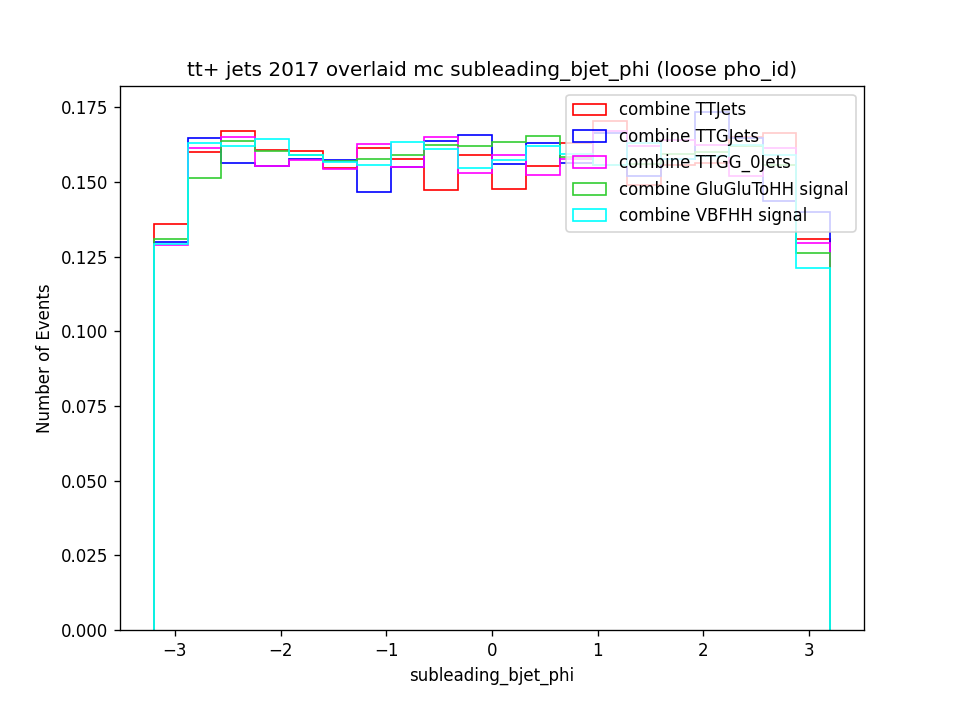 tt+ jets 2017 overlaid mc subleading_bjet_phi (loose pho_id)
combine TTJets
combine TTGJets
combine TTGG_0Jets
combine GluGluToHH signal
combine VBFHH signal
0.175
0.150
0.125
0.100
0.075
0.050
0.025
0.000
Number of Events
−3 −2 −1 0 1 2 3
subleading_bjet_phi